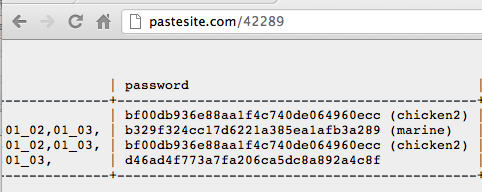 pastesite.com/42289
| password
| bf00db936e88aa1f4c740de064960ecc (chicken2) |
01_02,01_03, | b329f324cc17d6221a385ea1afb3a289 (marine) |
01_02,01_03, | bf00db936e88aa1f4c740de064960ecc (chicken2) |
01_03, | d46ad4f773a7fa206ca5dc8a892a4c8f |